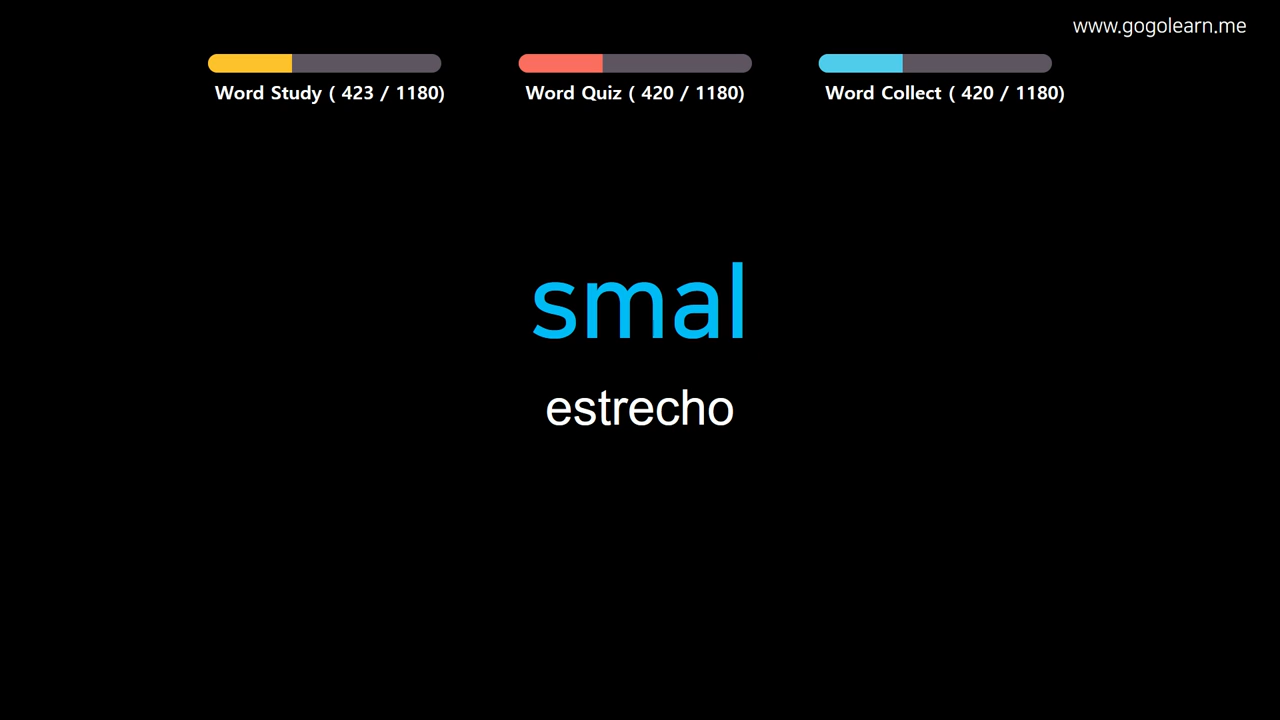 www.gogolearn.me
Word Study ( 423 / 1180)
Word Quiz ( 420 / 1180)
Word Collect ( 420 / 1180)
smal
estrecho